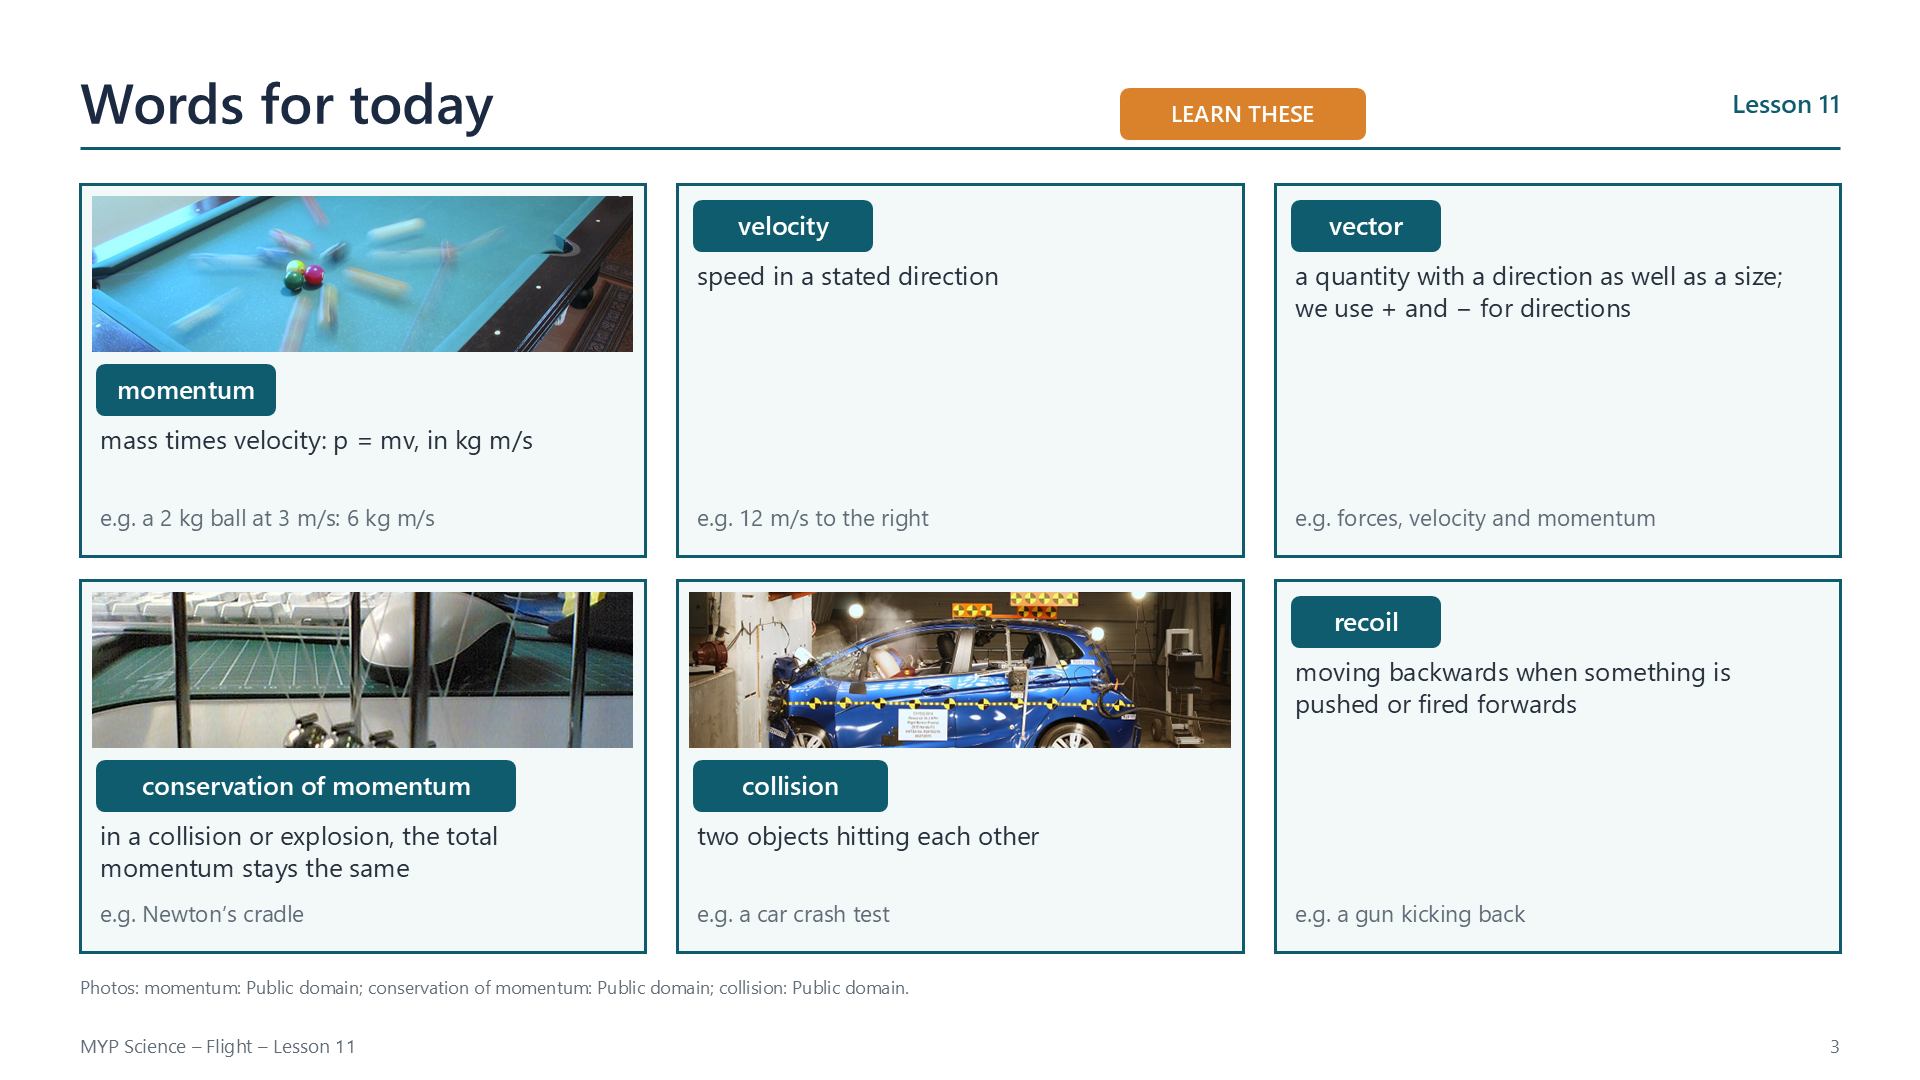 Words for today
LEARN THESE
Lesson 11
momentum
mass times velocity: p = mv, in kg m/s
e.g. a 2 kg ball at 3 m/s: 6 kg m/s
velocity
speed in a stated direction
e.g. 12 m/s to the right
vector
a quantity with a direction as well as a size;
we use + and − for directions
e.g. forces, velocity and momentum
conservation of momentum
in a collision or explosion, the total
momentum stays the same
e.g. Newton’s cradle
collision
two objects hitting each other
e.g. a car crash test
recoil
moving backwards when something is
pushed or fired forwards
e.g. a gun kicking back
Photos: momentum: Public domain; conservation of momentum: Public domain; collision: Public domain.
MYP Science – Flight – Lesson 11
3